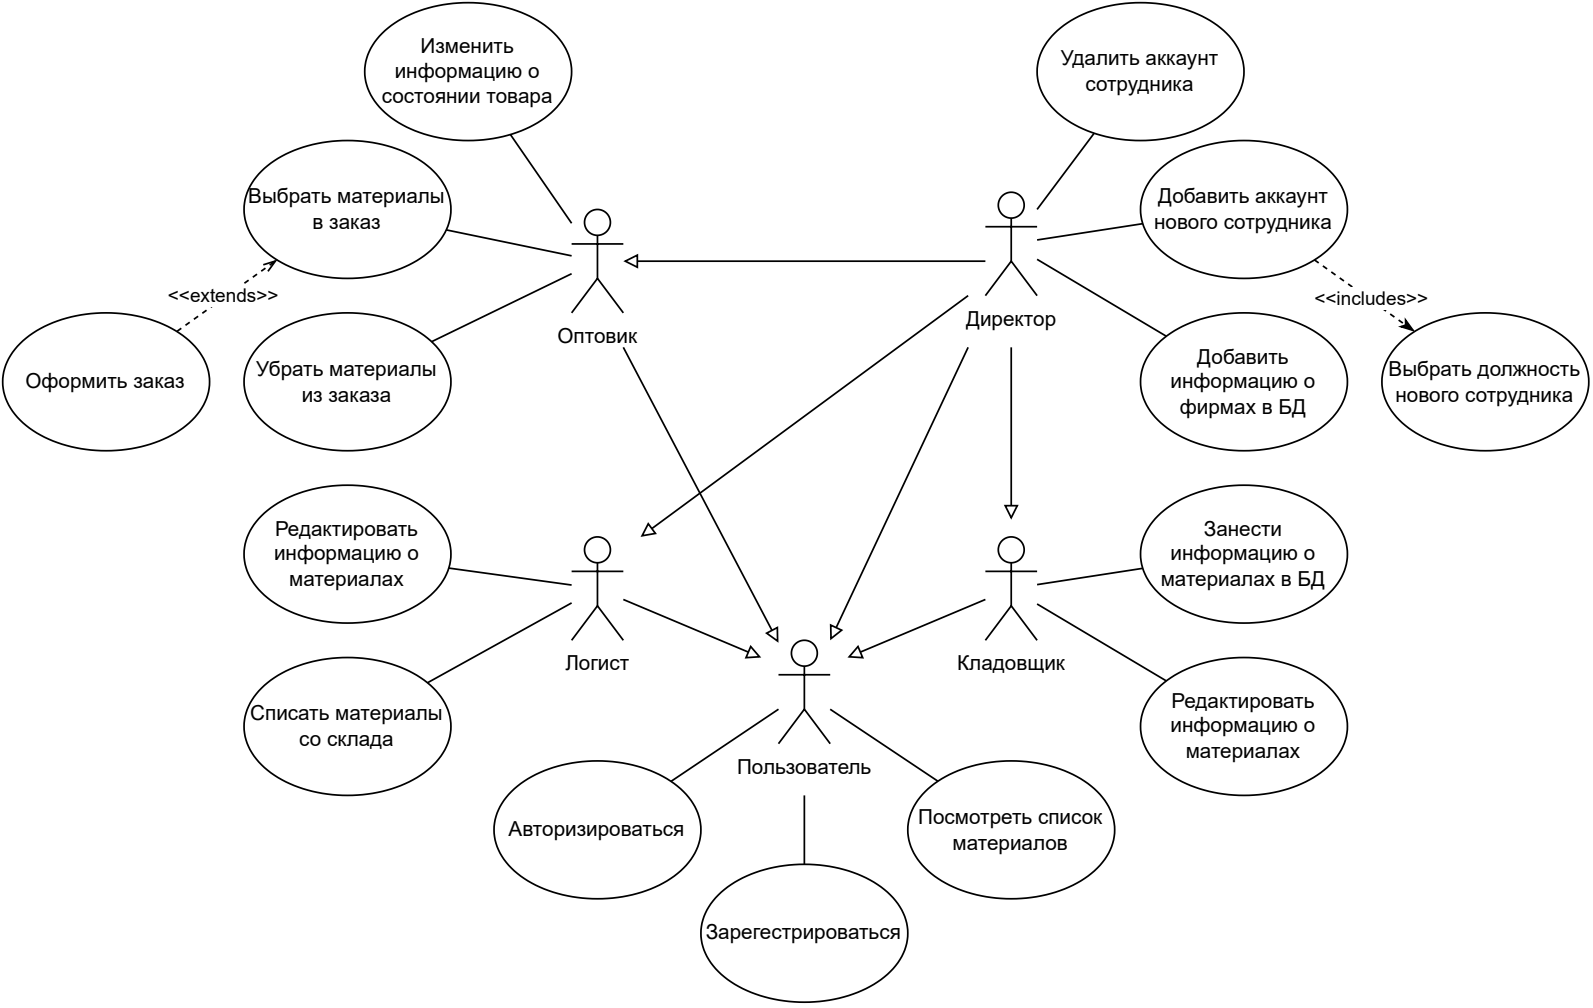 Изменить
информацию о
состоянии товара
Удалить аккаунт
сотрудника
Выбрать материалы
в заказ
Добавить аккаунт
нового сотрудника
<<extends>>
<<includes>>
Оптовик
Директор
Оформить заказ
Убрать материалы
из заказа
Добавить
информацию о
фирмах в БД
Выбрать должность
нового сотрудника
Редактировать
информацию о
материалах
Занести
информацию о
материалах в БД
Логист
Кладовщик
Списать материалы
со склада
Редактировать
информацию о
материалах
Пользователь
Авторизироваться
Посмотреть список
материалов
Зарегестрироваться